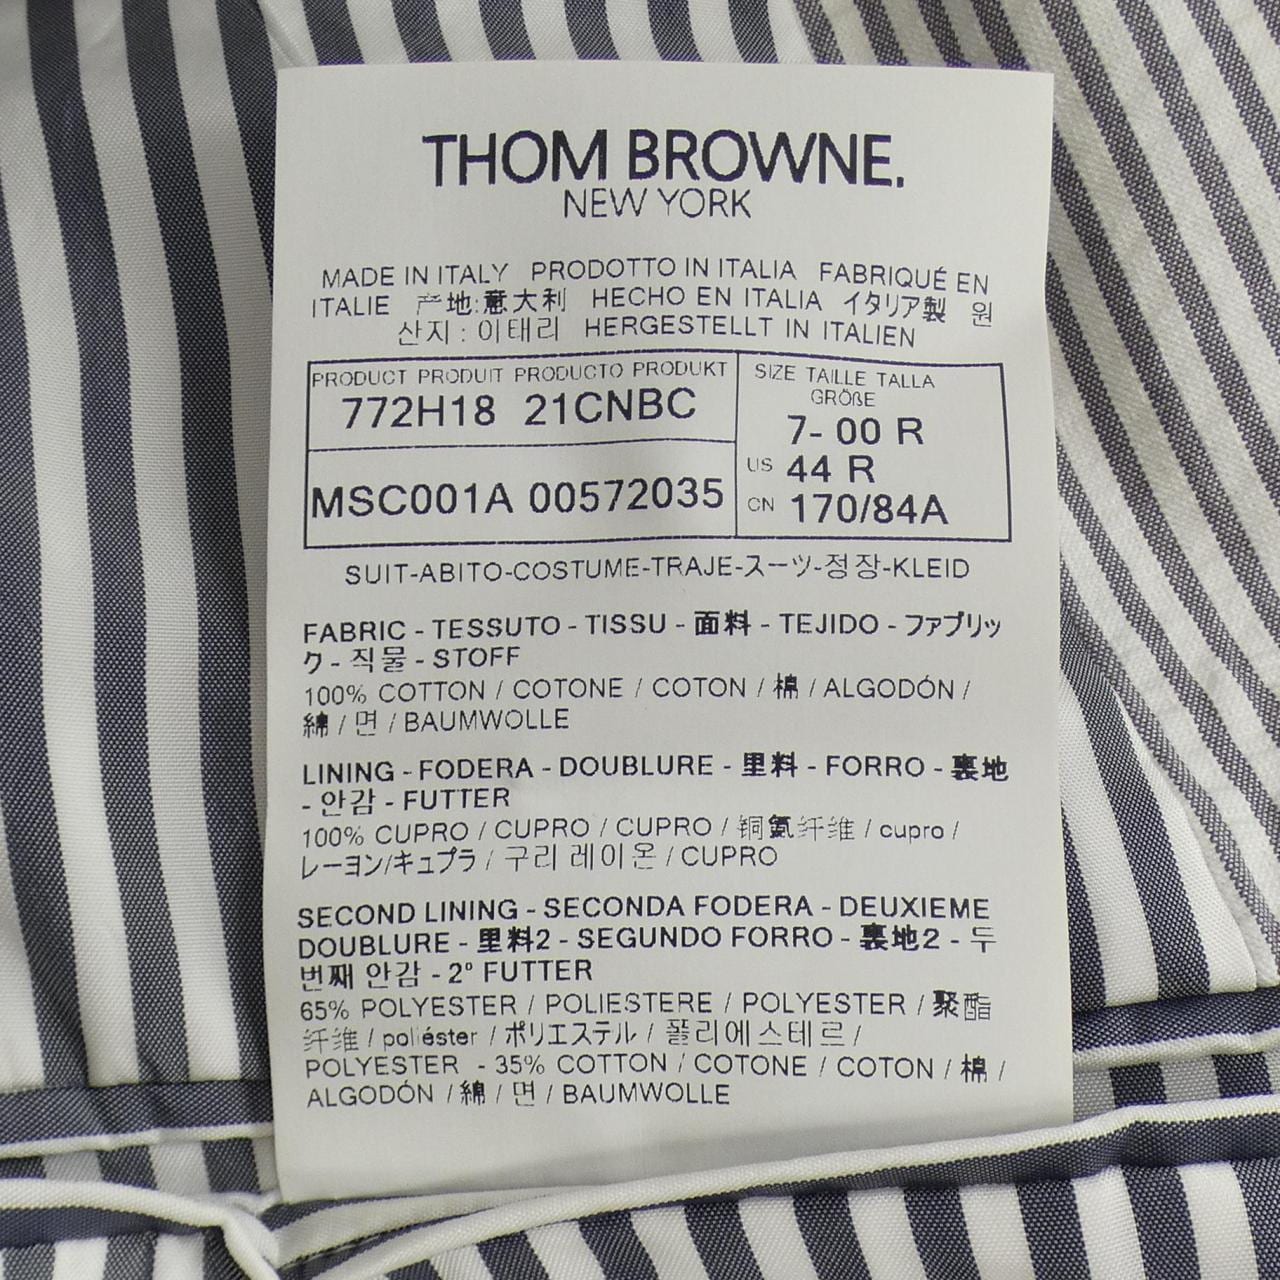 THOM BROWNE.
NEW YORK
MADE IN ITALY PRODOTTO IN ITALIA FABRIQUÉ EN
ITALIE 产地:意大利 HECHO EN ITALIA イタリア製 원
산지 : 이태리 HERGESTELLT IN ITALIEN
PRODUCT PRODUIT PRODUCTO PRODUKT
772H18 21CNBC
MSC001A 00572035
SIZE TAILLE TALLA
GRÖßE
7- 00 R
US 44 R
CN 170/84A
SUIT-ABITO-COSTUME-TRAJE-スーツ-정장-KLEID
FABRIC - TESSUTO - TISSU - 面料 - TEJIDO - ファブリッ
ク - 직물 - STOFF
100% COTTON / COTONE / COTON / 棉 / ALGODÓN /
綿 / 면 / BAUMWOLLE
LINING - FODERA - DOUBLURE - 里料 - FORRO - 裏地
- 안감 - FUTTER
100% CUPRO / CUPRO / CUPRO / 铜氨纤维 / cupro /
レーヨン/キュプラ / 구리 레이온 / CUPRO
SECOND LINING - SECONDA FODERA - DEUXIEME
DOUBLURE - 里料2 - SEGUNDO FORRO - 裏地2 - 두
번째 안감 - 2° FUTTER
65% POLYESTER / POLIESTERE / POLYESTER / 聚酯
纤维 / poliéster / ポリエステル / 폴리에스테르 /
POLYESTER - 35% COTTON / COTONE / COTON / 棉 /
ALGODÓN / 綿 / 면 / BAUMWOLLE